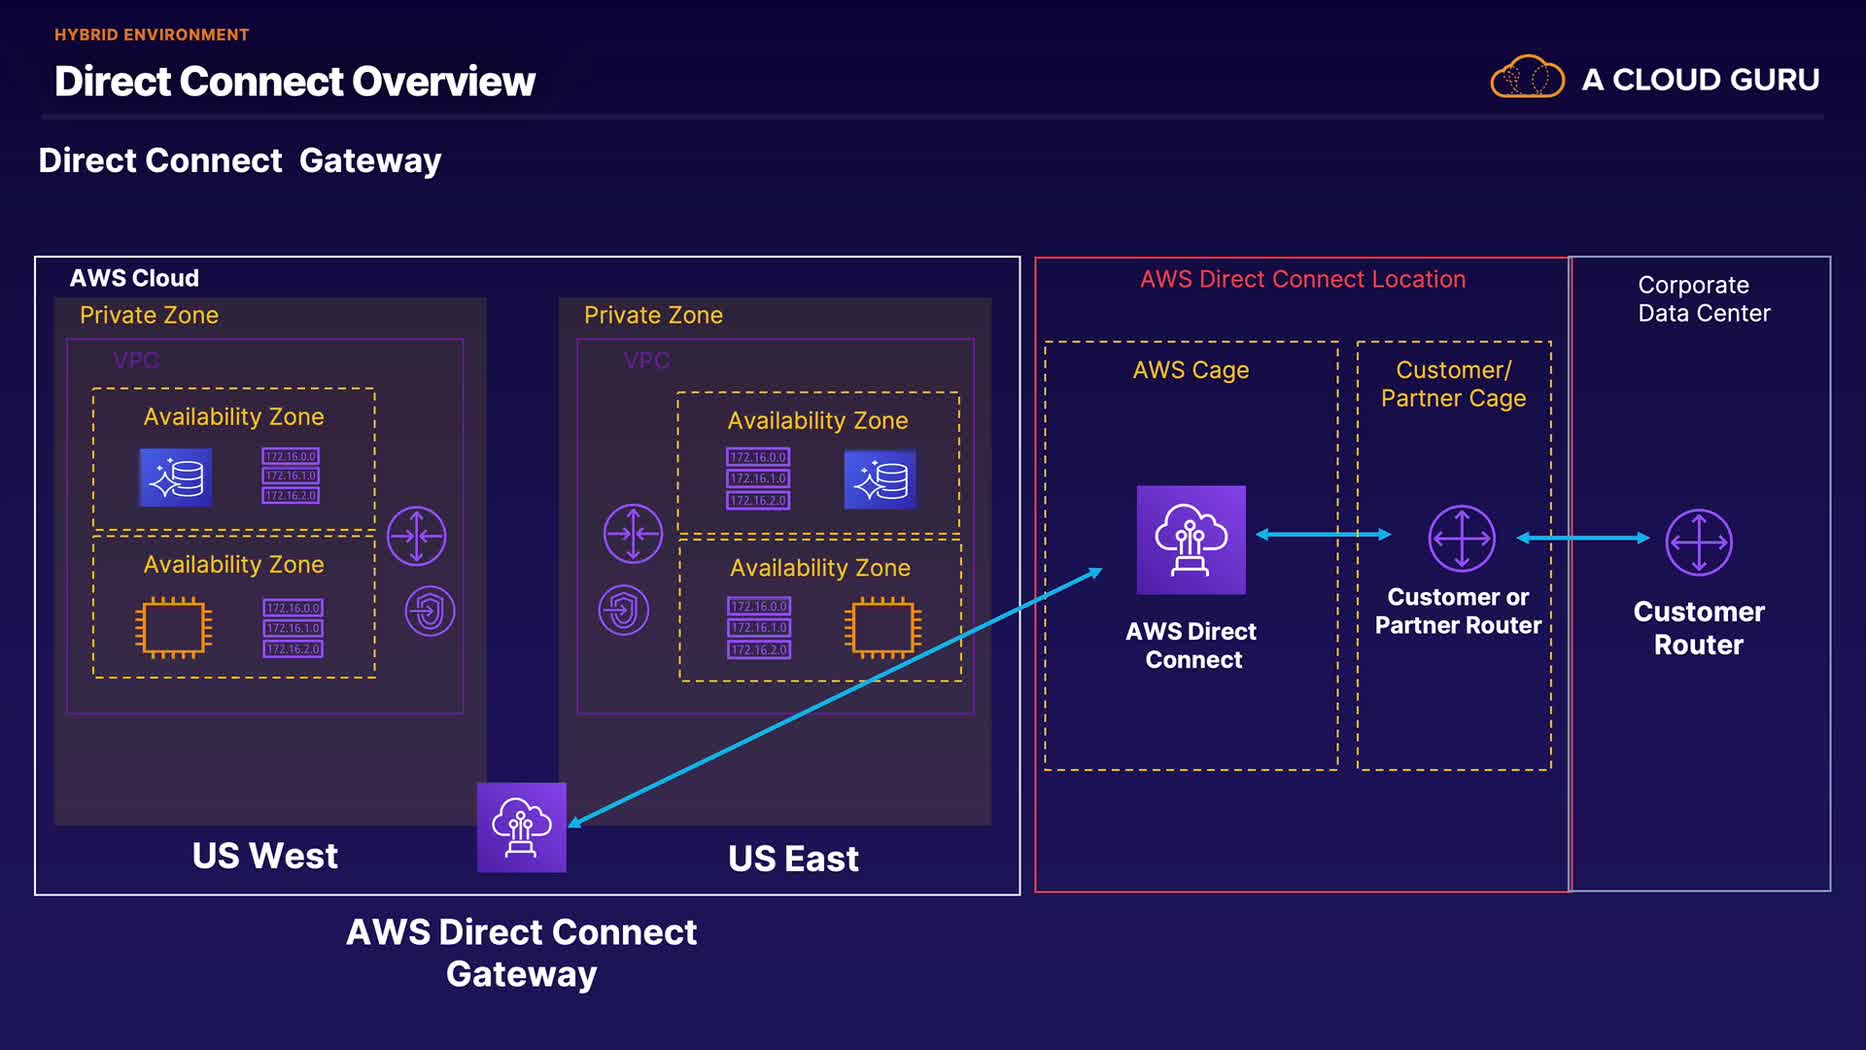 HYBRID ENVIRONMENT
Direct Connect Overview
A CLOUD GURU
Direct Connect Gateway
AWS Cloud
Private Zone
VPC
Availability Zone
172.16.0.0
172.16.1.0
172.16.2.0
Availability Zone
172.16.0.0
172.16.1.0
172.16.2.0
US West
Private Zone
VPC
Availability Zone
172.16.0.0
172.16.1.0
172.16.2.0
Availability Zone
172.16.0.0
172.16.1.0
172.16.2.0
US East
AWS Direct Connect
Gateway
AWS Direct Connect Location
AWS Cage
AWS Direct
Connect
Customer/
Partner Cage
Customer or
Partner Router
Corporate
Data Center
Customer
Router